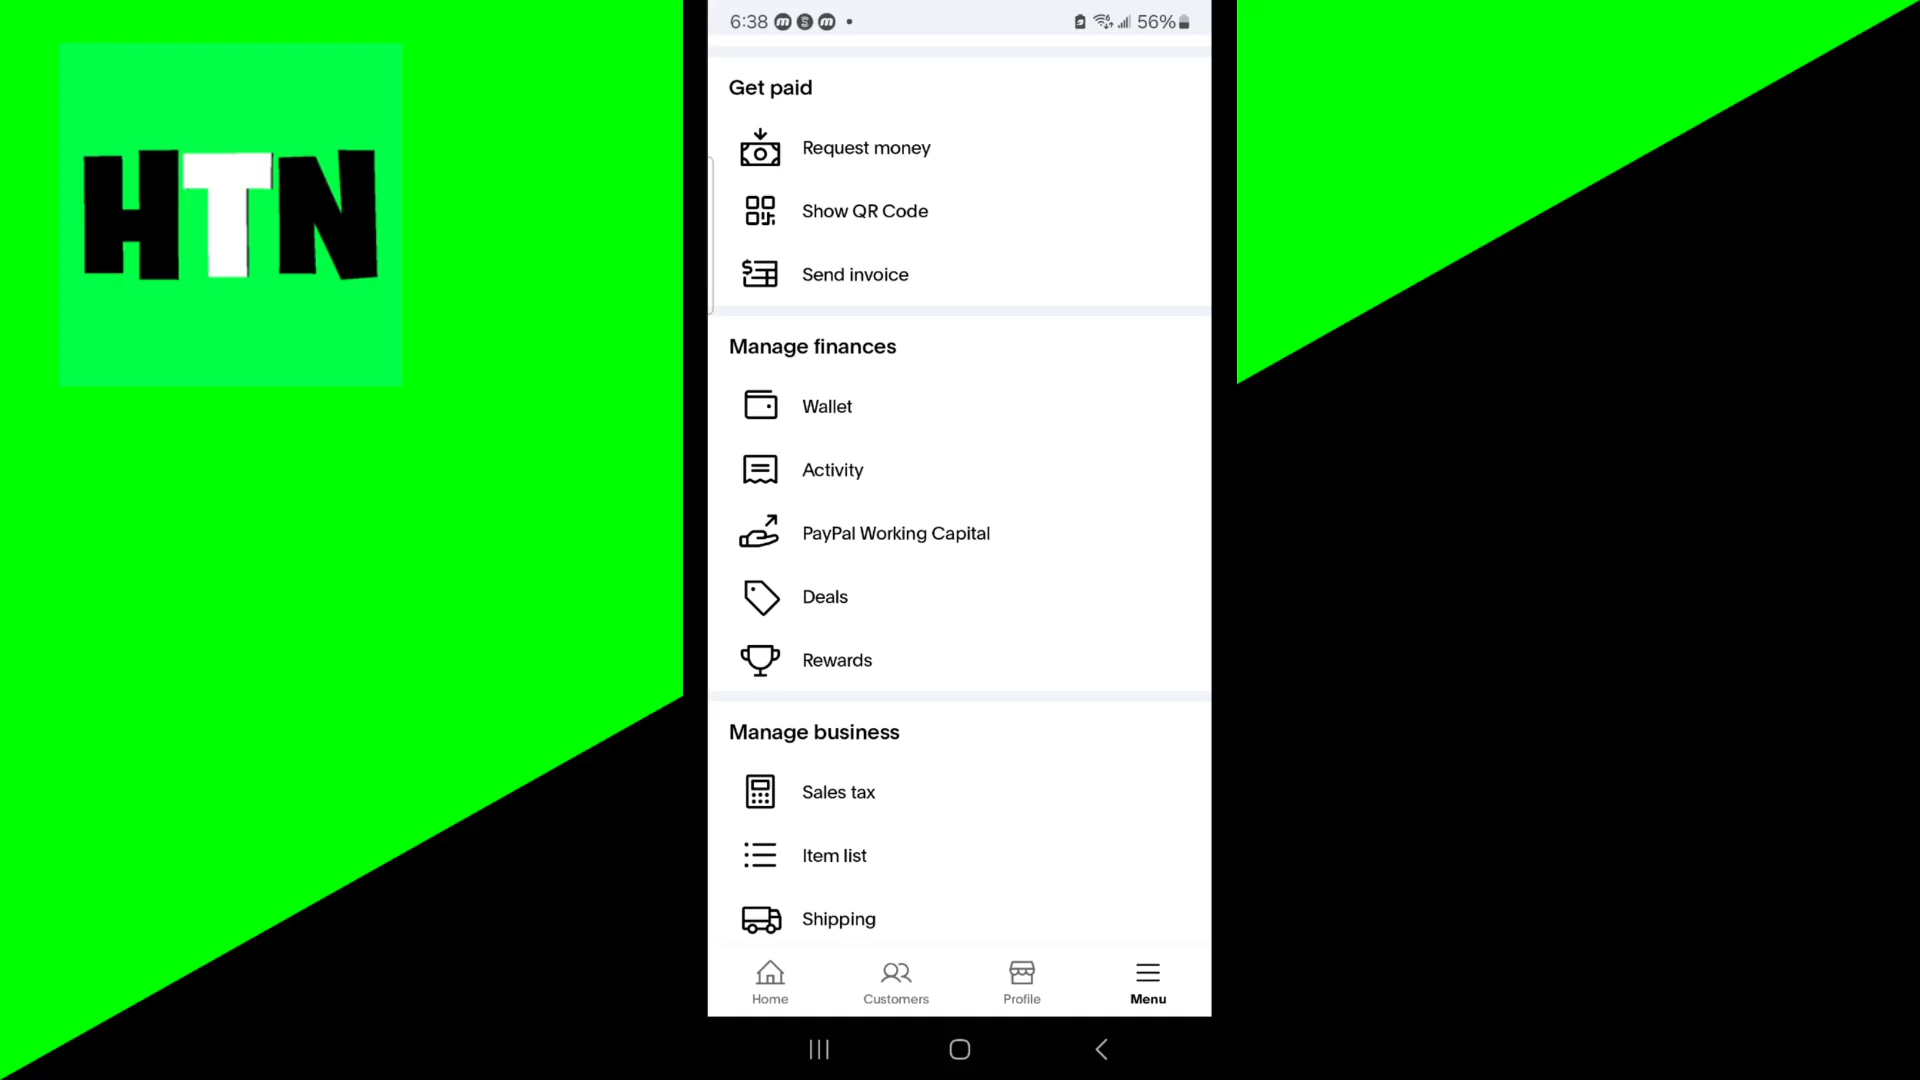 HTN
6:38
56%
Get paid
Request money
Show QR Code
Send invoice
Manage finances
Wallet
Activity
PayPal Working Capital
Deals
Rewards
Manage business
Sales tax
Item list
Shipping
Home
Customers
Profile
Menu